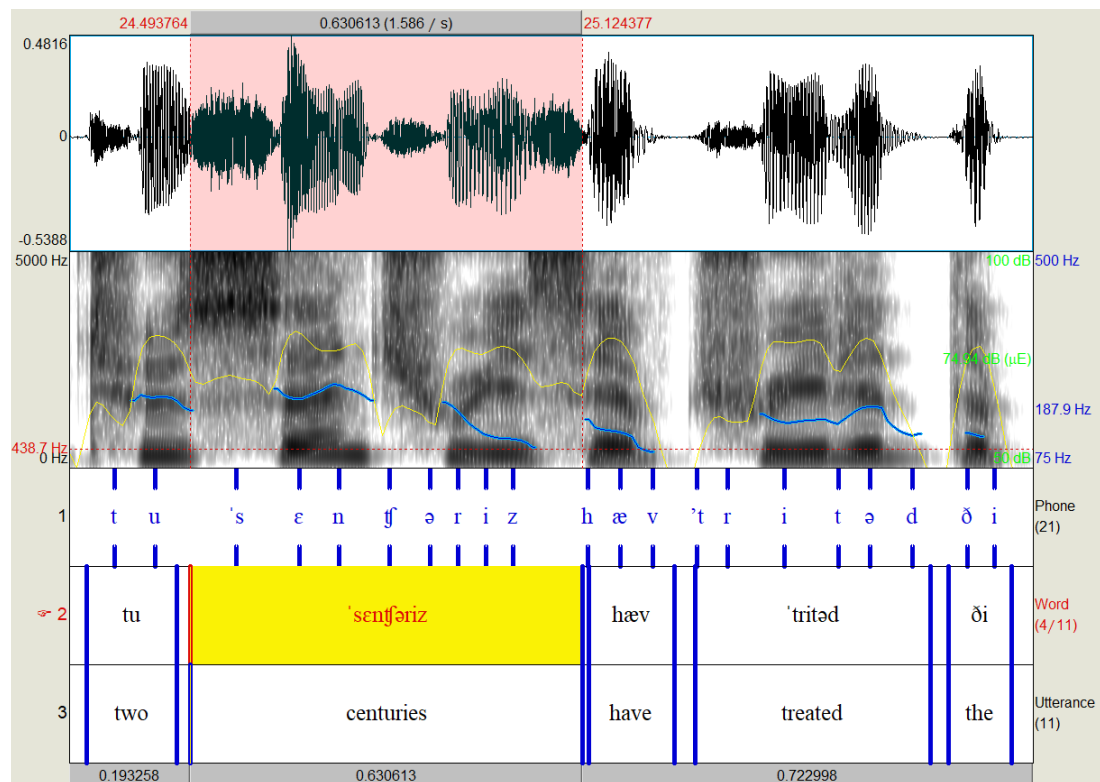 24.493764 0.630613 (1.586 / s) 25.124377
0.4816
0
-0.5388
5000 Hz 100 dB 500 Hz
74.94 dB (µE)
187.9 Hz
438.7 Hz
0 Hz 50 dB 75 Hz
1 t u ˈs ɛ n ʧ ə r i z h æ v ˈt r i t ə d ð i Phone
(21)
☞ 2 tu ˈsɛnʧəriz hæv ˈtritəd ði Word
(4/11)
3 two centuries have treated the Utterance
(11)
0.193258 0.630613 0.722998